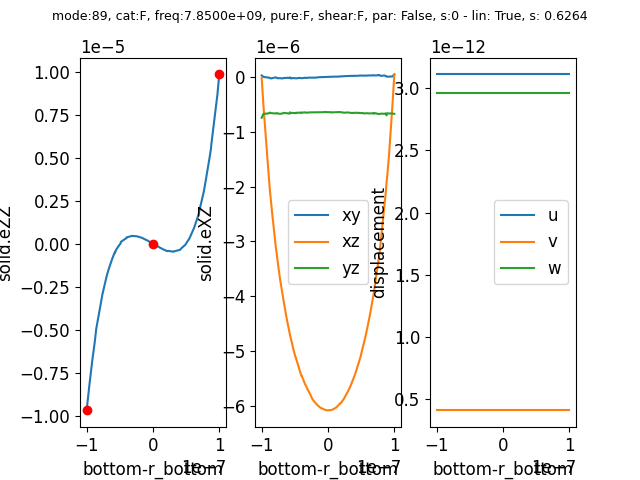 mode:89, cat:F, freq:7.8500e+09, pure:F, shear:F, par: False, s:0 - lin: True, s: 0.6264
1e−5
1e−6
1e−12
1.00
0.75
0.50
0.25
0.00
−0.25
−0.50
−0.75
−1.00
solid.eZZ
−1
0
1
1e−7
bottom-r_bottom
0
−1
−2
−3
−4
−5
−6
solid.eXZ
xy
xz
yz
−1
0
1
1e−7
bottom-r_bottom
3.0
2.5
2.0
1.5
1.0
0.5
displacement
u
v
w
−1
0
1
1e−7
bottom-r_bottom